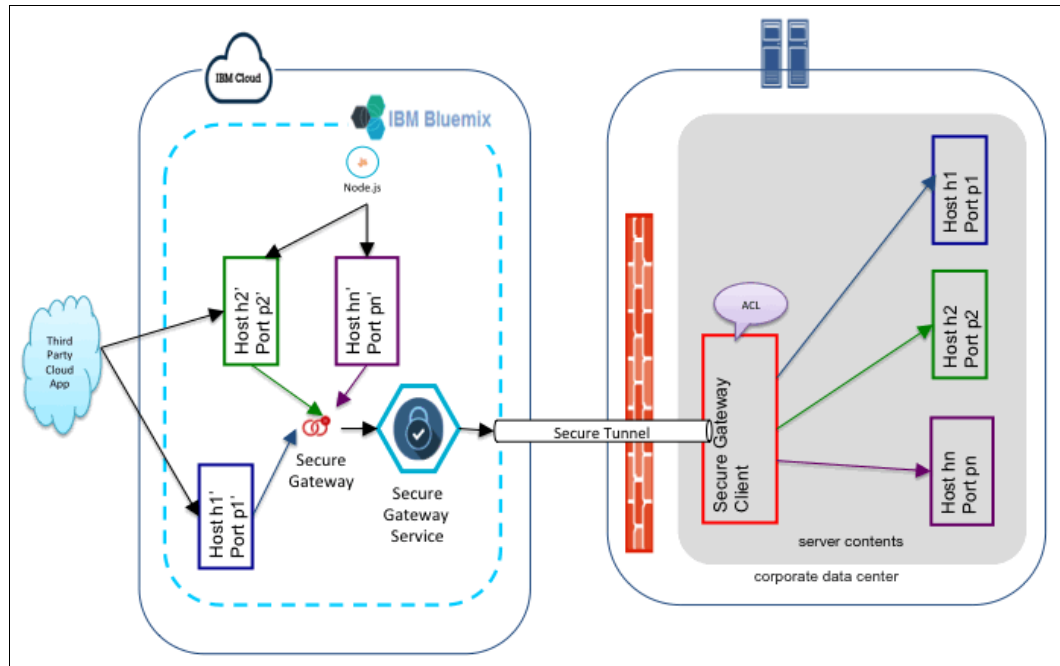 IBM Cloud
IBM Bluemix
Node.js
Host h2'
Port p2'
Host hn'
Port pn'
Third
Party
Cloud
App
Secure
Gateway
Secure
Gateway
Service
Host h1'
Port p1'
Secure Tunnel
ACL
Secure Gateway
Client
Host h1
Port p1
Host h2
Port p2
Host hn
Port pn
server contents
corporate data center